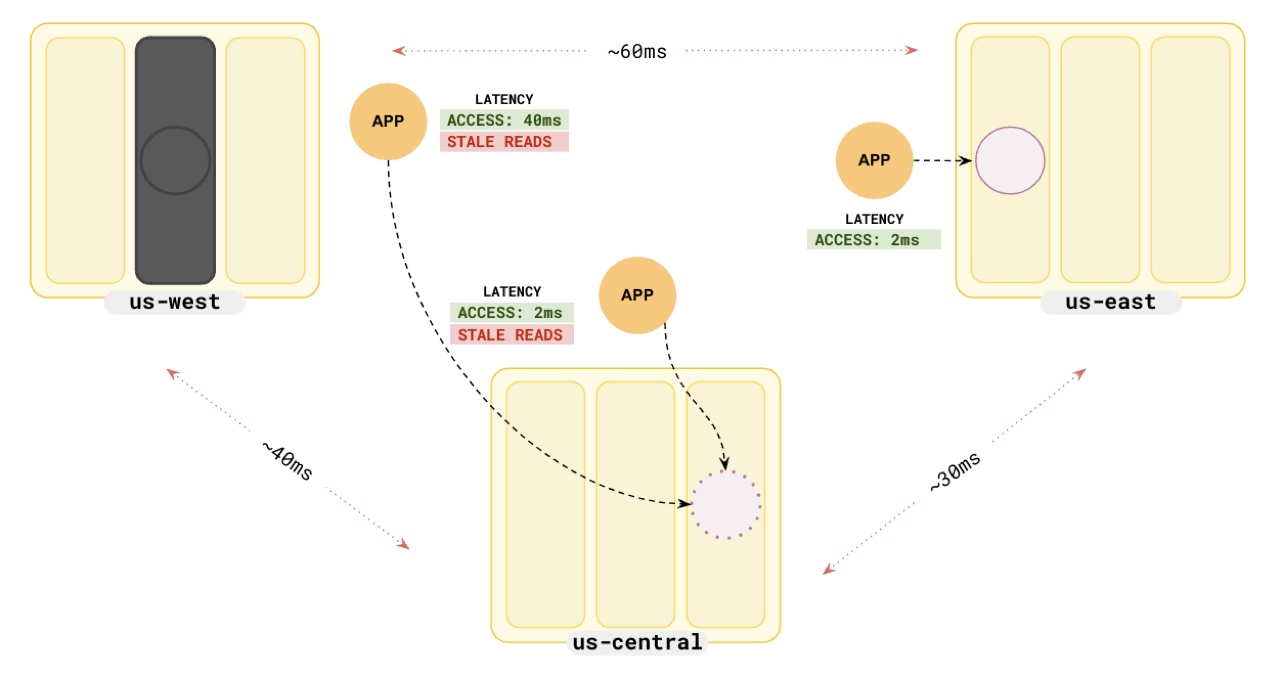 ~60ms
APP
LATENCY
ACCESS: 40ms
STALE READS
APP
LATENCY
ACCESS: 2ms
us-west
us-east
APP
LATENCY
ACCESS: 2ms
STALE READS
~40ms
~30ms
us-central